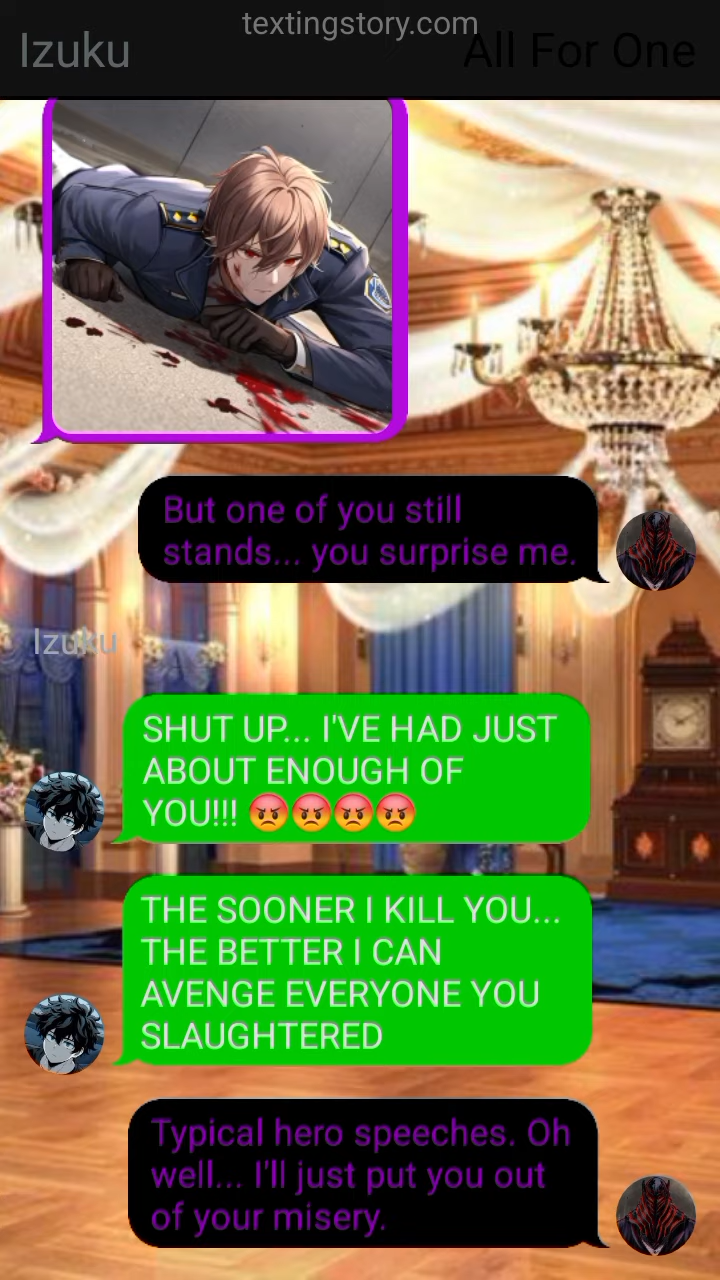 textingstory.com
Izuku
All For One
But one of you still
stands... you surprise me.
Izuku
SHUT UP... I'VE HAD JUST
ABOUT ENOUGH OF
YOU!!! 😡😡😡😡
THE SOONER I KILL YOU...
THE BETTER I CAN
AVENGE EVERYONE YOU
SLAUGHTERED
Typical hero speeches. Oh
well... I'll just put you out
of your misery.